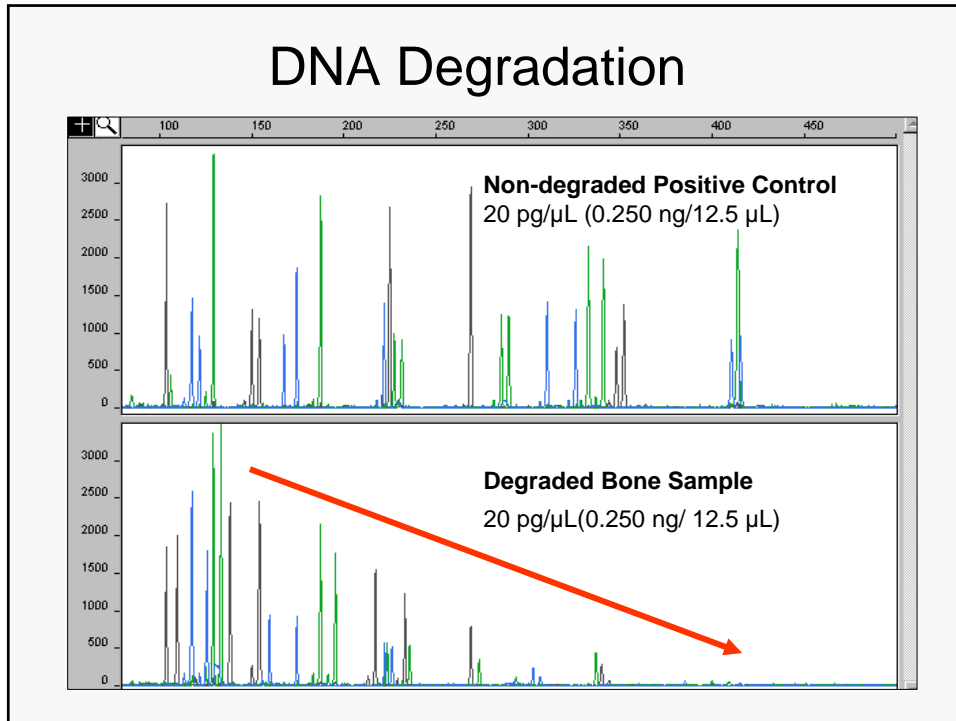 DNA Degradation
100 150 200 250 300 350 400 450
Non-degraded Positive Control
20 pg/µL (0.250 ng/12.5 µL)
3000
2500
2000
1500
1000
500
0
Degraded Bone Sample
20 pg/µL(0.250 ng/ 12.5 µL)
3000
2500
2000
1500
1000
500
0